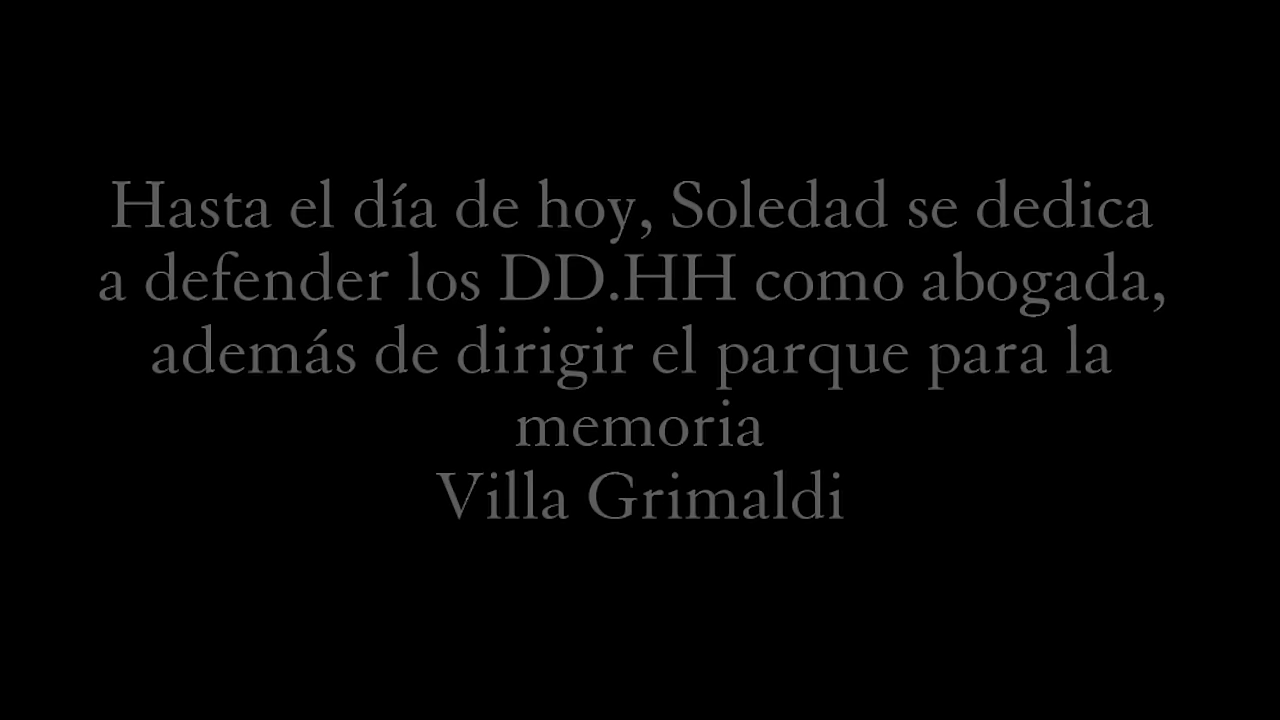 Hasta el día de hoy, Soledad se dedica
a defender los DD.HH como abogada,
además de dirigir el parque para la
memoria
Villa Grimaldi